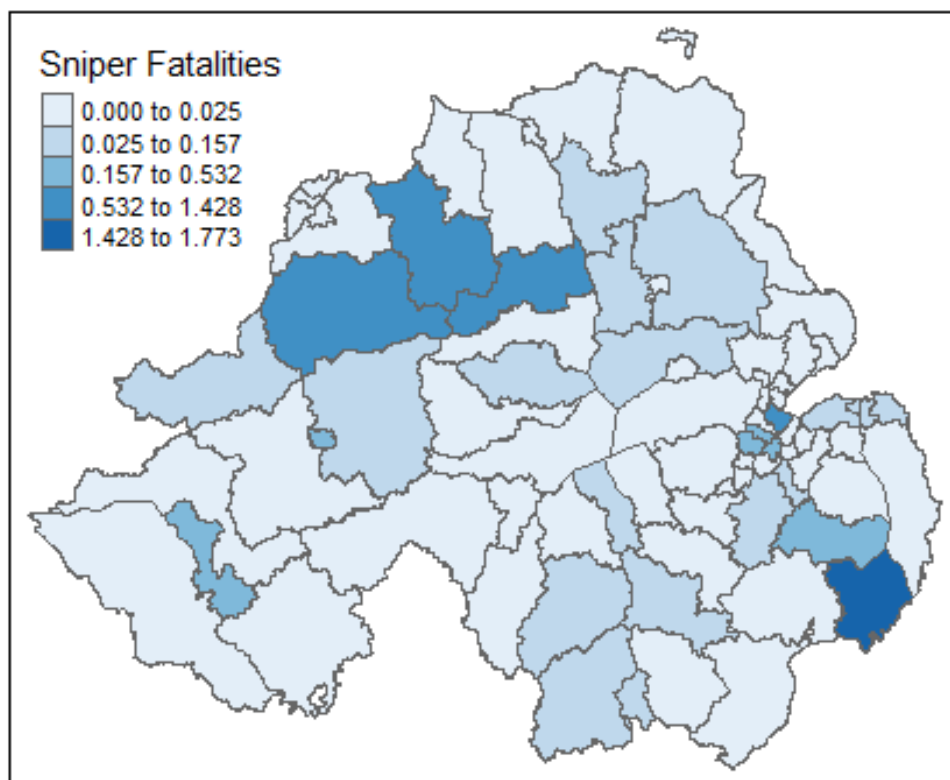 Sniper Fatalities
0.000 to 0.025
0.025 to 0.157
0.157 to 0.532
0.532 to 1.428
1.428 to 1.773